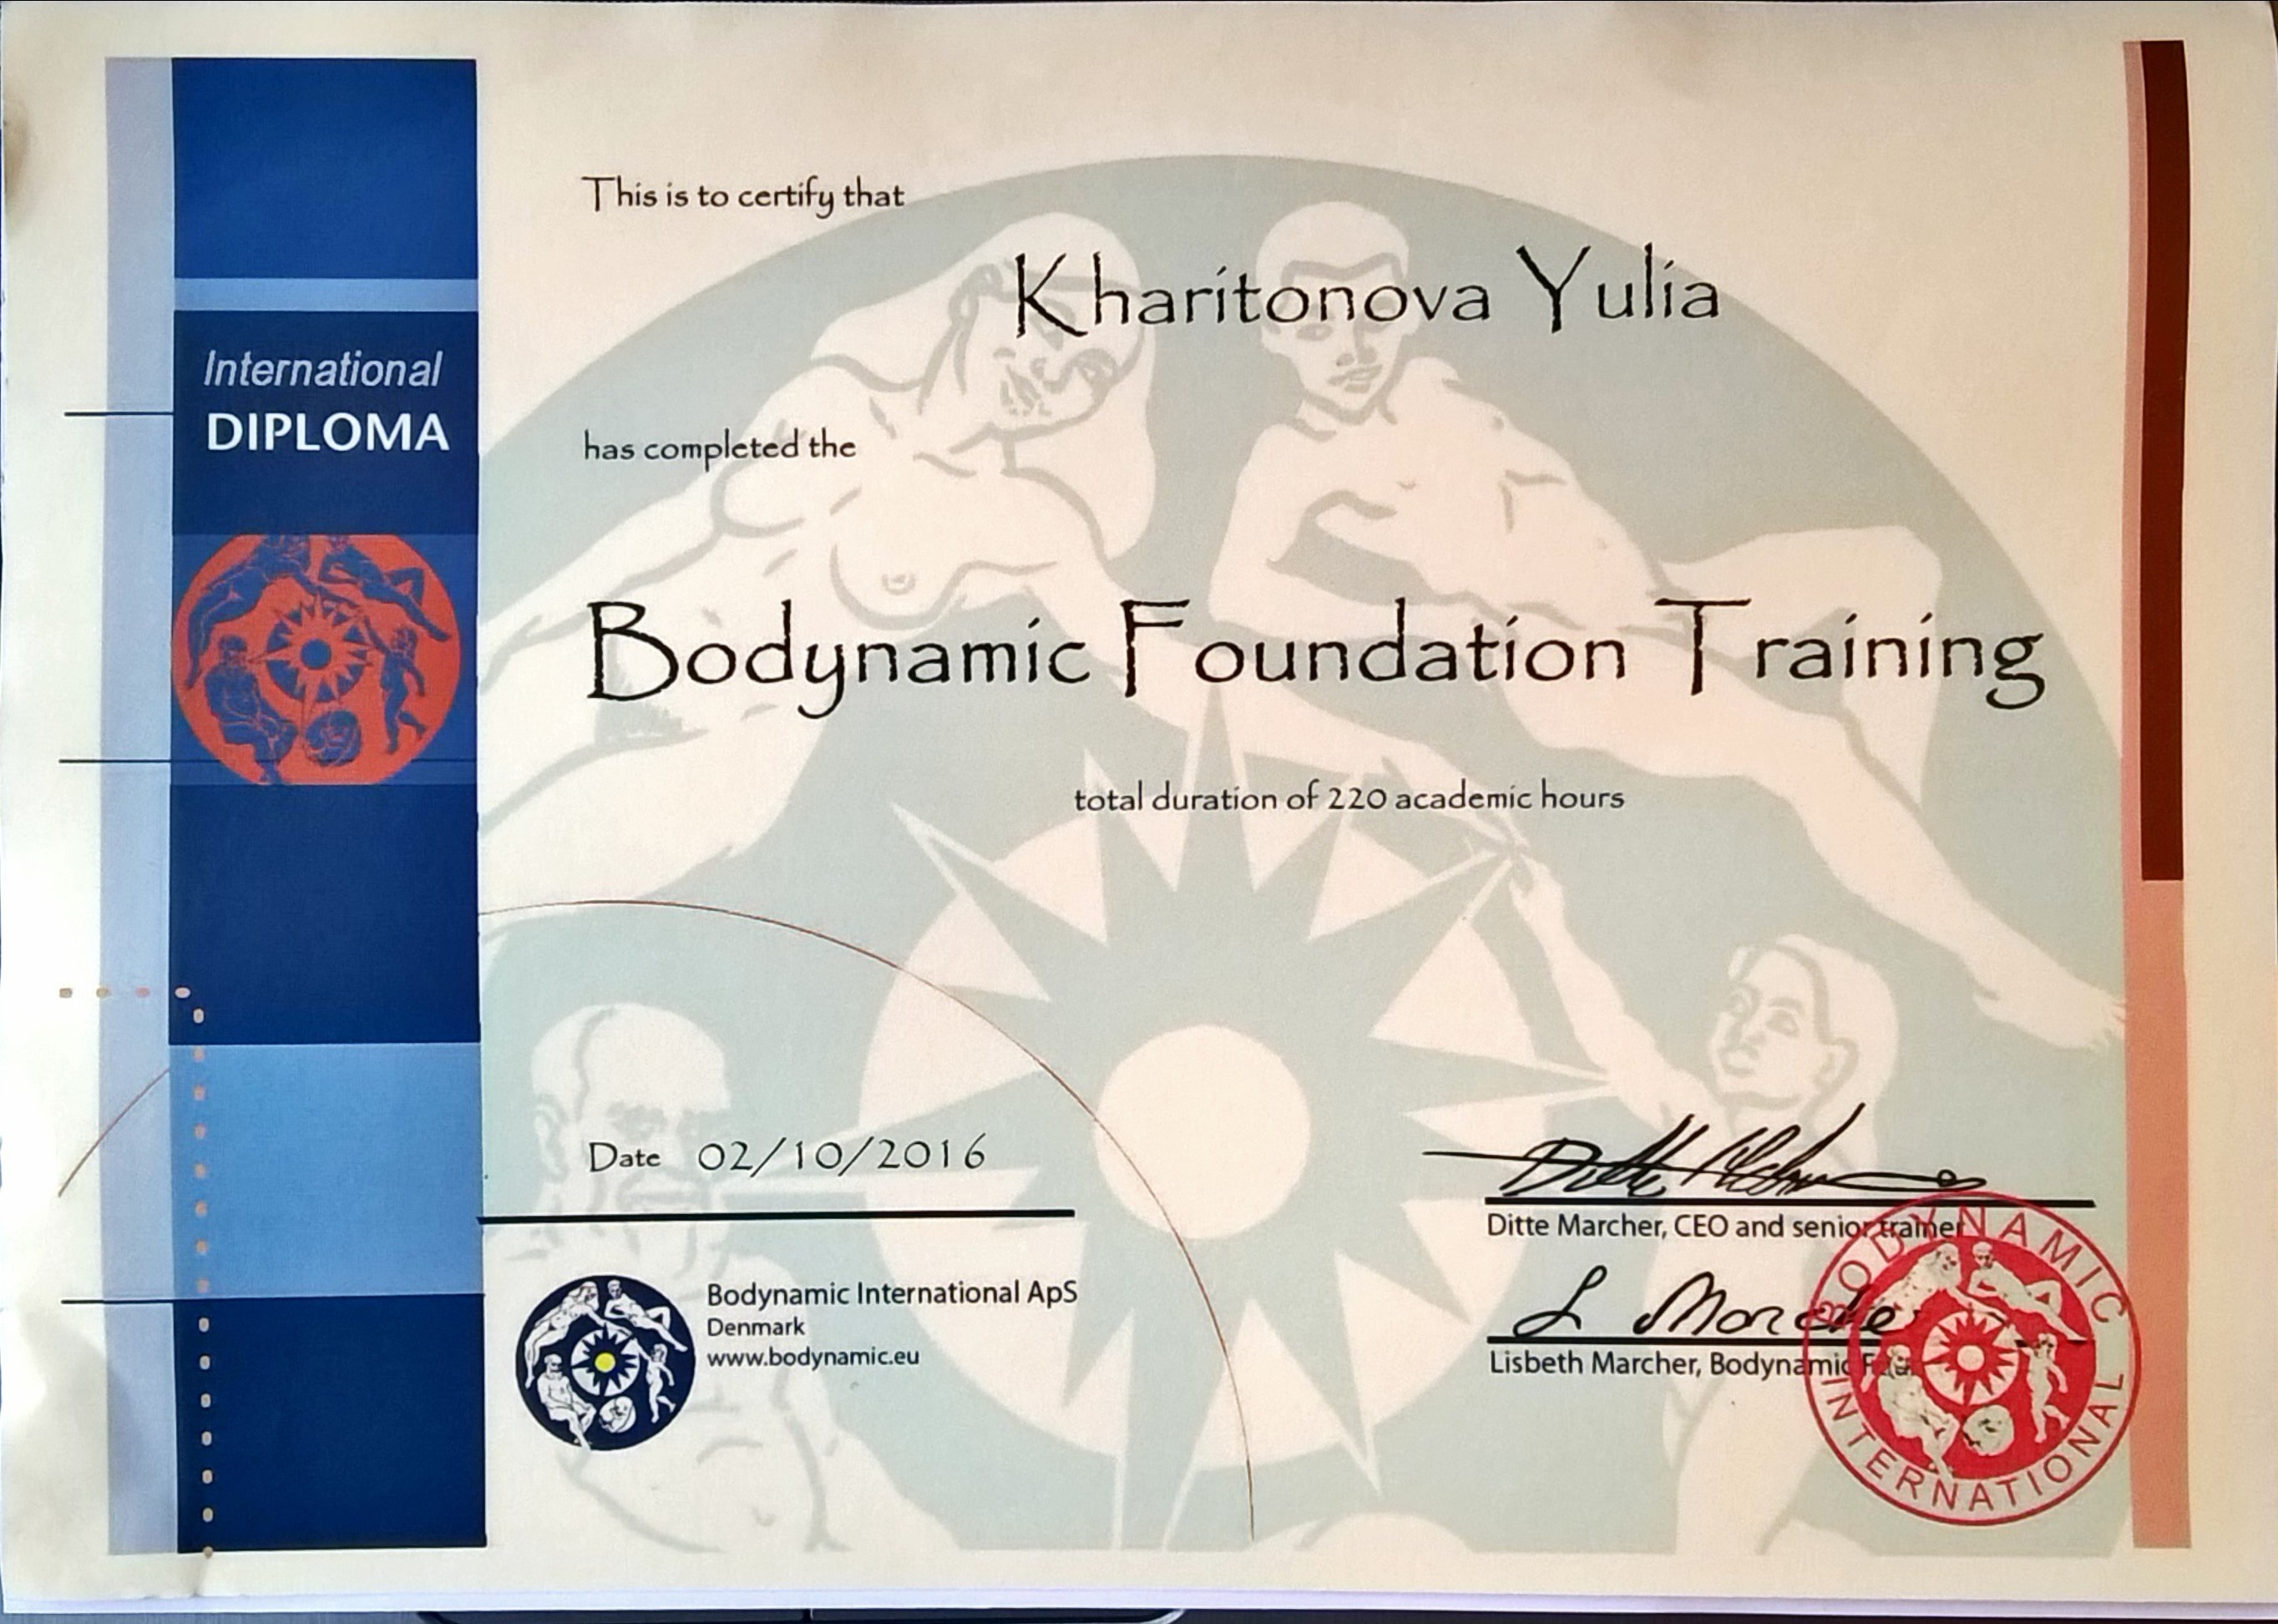 International
DIPLOMA
This is to certify that
Kharitonova Yulia
has completed the
Bodynamic Foundation Training
total duration of 220 academic hours
Date 02/10/2016
Ditte Marcher, CEO and senior trainer
Lisbeth Marcher, Bodynamic
Bodynamic International ApS
Denmark
www.bodynamic.eu
BODYNAMIC
INTERNATIONAL